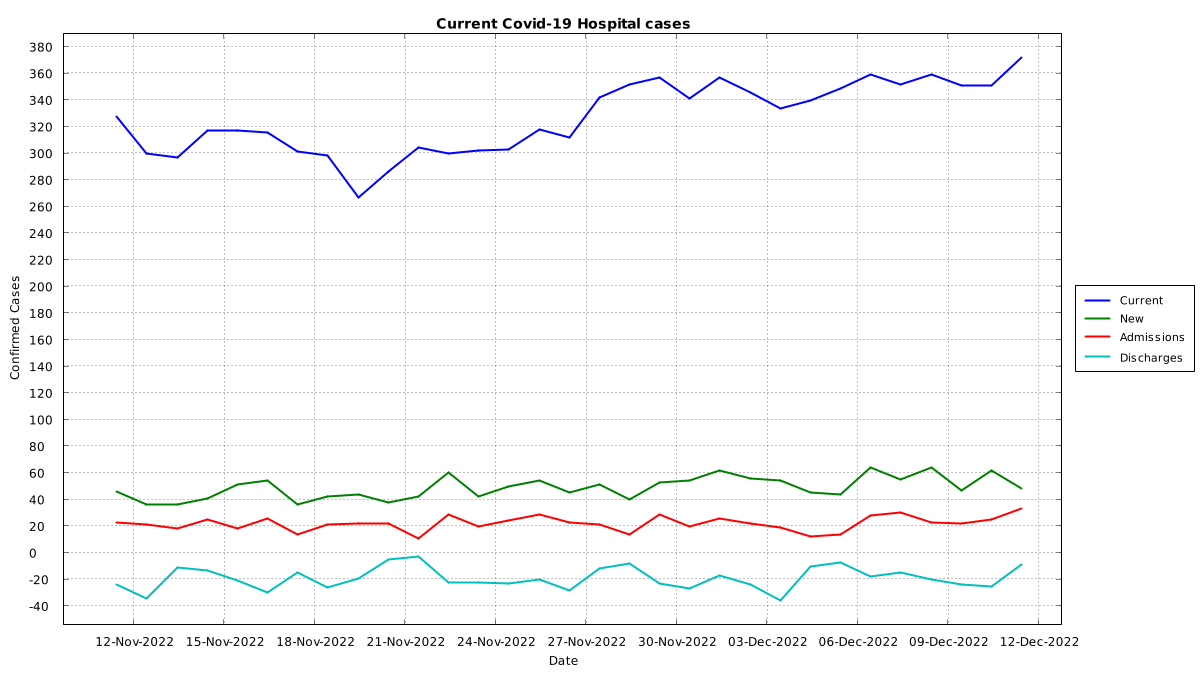 Current Covid-19 Hospital cases
380
360
340
320
300
280
260
240
220
200
180
160
140
120
100
80
60
40
20
0
-20
-40
Confirmed Cases
12-Nov-2022 15-Nov-2022 18-Nov-2022 21-Nov-2022 24-Nov-2022 27-Nov-2022 30-Nov-2022 03-Dec-2022 06-Dec-2022 09-Dec-2022 12-Dec-2022
Date
Current
New
Admissions
Discharges